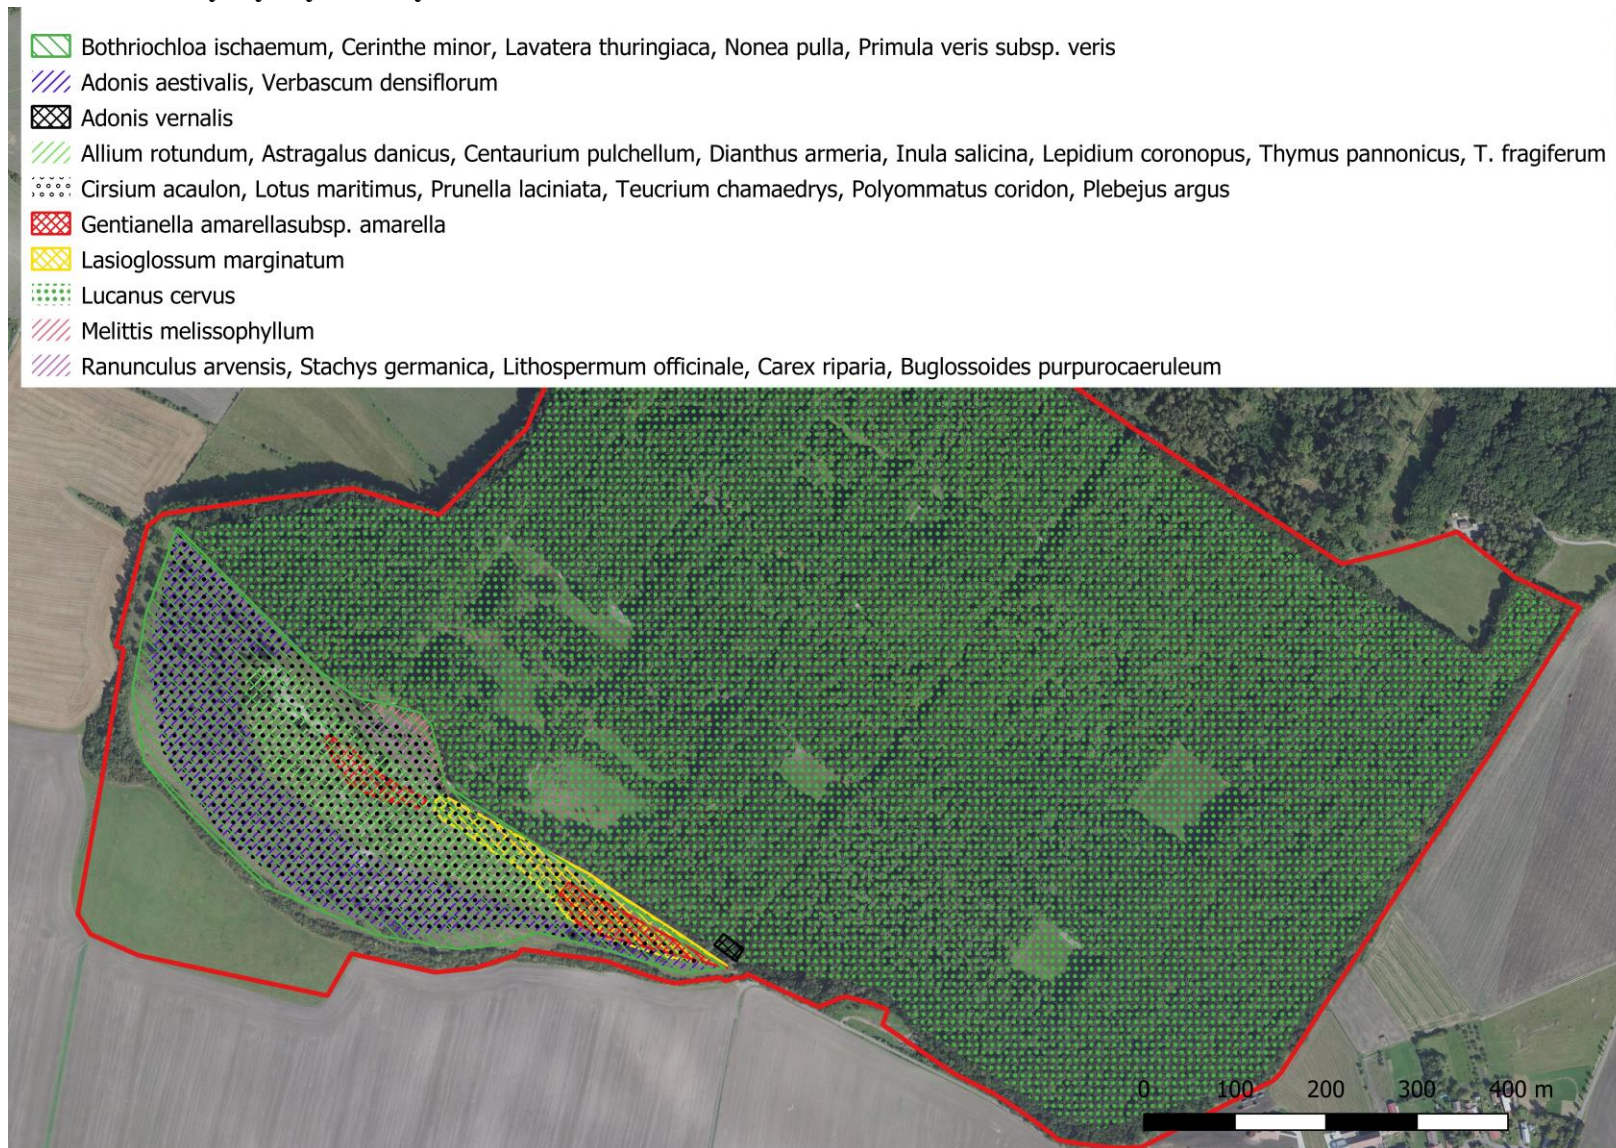 Bothriochloa ischaemum, Cerinthe minor, Lavatera thuringiaca, Nonea pulla, Primula veris subsp. veris
Adonis aestivalis, Verbascum densiflorum
Adonis vernalis
Allium rotundum, Astragalus danicus, Centaurium pulchellum, Dianthus armeria, Inula salicina, Lepidium coronopus, Thymus pannonicus, T. fragiferum
Cirsium acaulon, Lotus maritimus, Prunella laciniata, Teucrium chamaedrys, Polyommatus coridon, Plebejus argus
Gentianella amarellasubsp. amarella
Lasioglossum marginatum
Lucanus cervus
Melittis melissophyllum
Ranunculus arvensis, Stachys germanica, Lithospermum officinale, Carex riparia, Buglossoides purpurocaeruleum
0 100 200 300 400 m